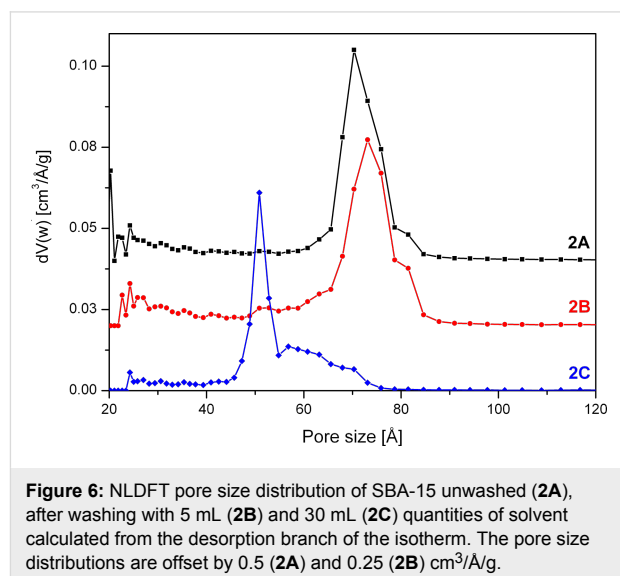 0.10
0.08
0.05
0.03
0.00
dV(w) [cm³/Å/g]
2A
2B
2C
20 40 60 80 100 120
Pore size [Å]
Figure 6: NLDFT pore size distribution of SBA-15 unwashed (2A),
after washing with 5 mL (2B) and 30 mL (2C) quantities of solvent
calculated from the desorption branch of the isotherm. The pore size
distributions are offset by 0.5 (2A) and 0.25 (2B) cm³/Å/g.